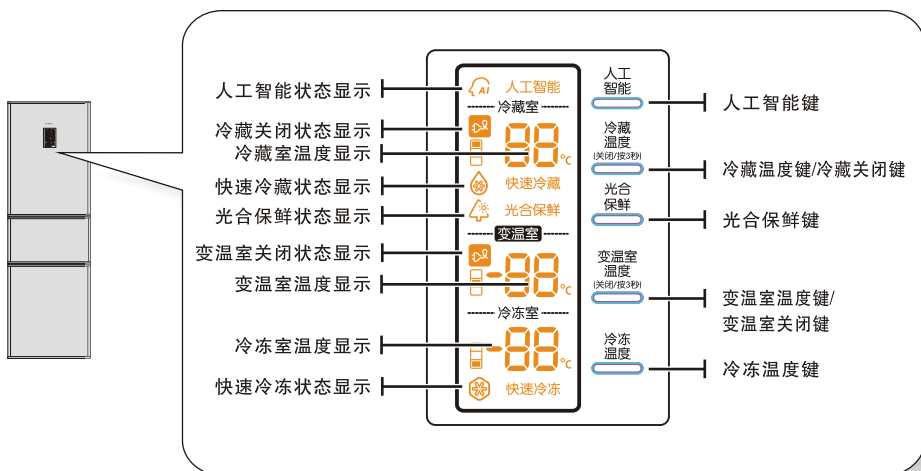 人工智能状态显示
冷藏关闭状态显示
冷藏室温度显示
快速冷藏状态显示
光合保鲜状态显示
变温室关闭状态显示
变温室温度显示
冷冻室温度显示
快速冷冻状态显示
AI 人工智能
冷藏室
88℃
快速冷藏
光合保鲜
变温室
-88℃
冷冻室
-88℃
快速冷冻
人工
智能
冷藏
温度
(关闭/按3秒)
光合
保鲜
变温室
温度
(关闭/按3秒)
冷冻
温度
人工智能键
冷藏温度键/冷藏关闭键
光合保鲜键
变温室温度键/
变温室关闭键
冷冻温度键